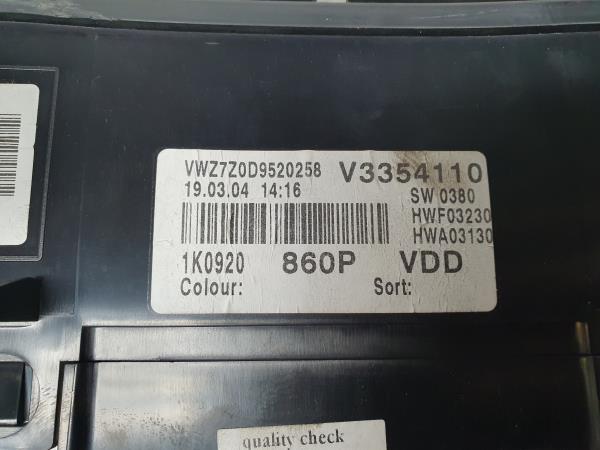 VWZ7Z0D9520258 V3354110
19.03.04 14:16 SW 0380
HWF03230
HWA03130
1K0920 860P VDD
Colour: Sort:
quality check